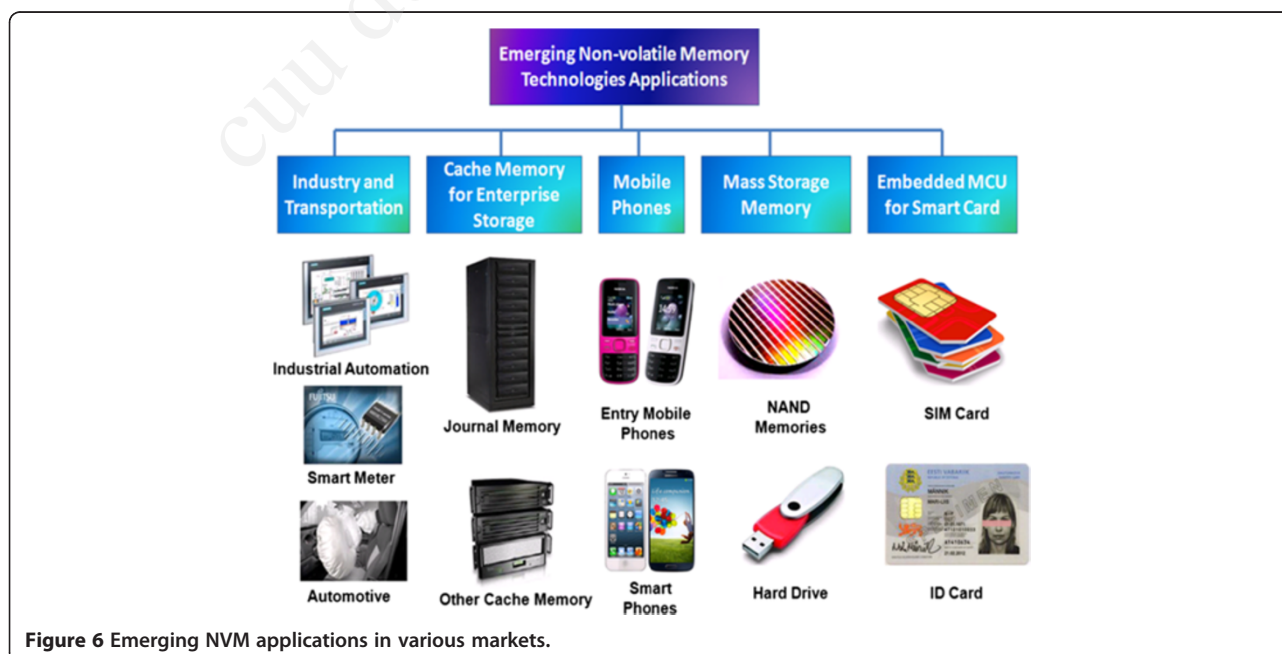 cuu d
Emerging Non-volatile Memory
Technologies Applications
Industry and
Transportation
Cache Memory
for Enterprise
Storage
Mobile
Phones
Mass Storage
Memory
Embedded MCU
for Smart Card
Industrial Automation
FUJITSU
Smart Meter
Automotive
Journal Memory
Other Cache Memory
Entry Mobile
Phones
Smart
Phones
NAND
Memories
Hard Drive
SIM Card
ID Card
Figure 6 Emerging NVM applications in various markets.